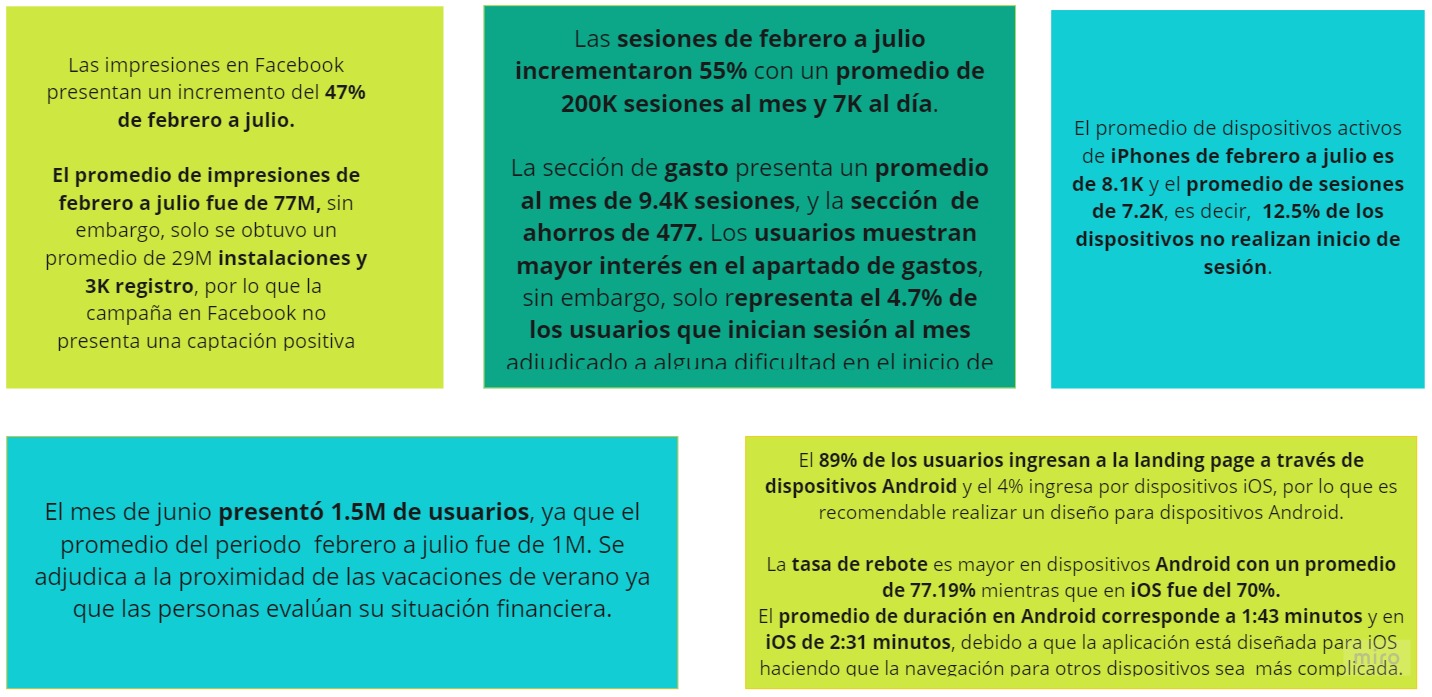 Las impresiones en Facebook
presentan un incremento del 47%
de febrero a julio.
El promedio de impresiones de
febrero a julio fue de 77M, sin
embargo, solo se obtuvo un
promedio de 29M instalaciones y
3K registro, por lo que la
campaña en Facebook no
presenta una captación positiva
Las sesiones de febrero a julio
incrementaron 55% con un promedio de
200K sesiones al mes y 7K al día.
La sección de gasto presenta un promedio
al mes de 9.4K sesiones, y la sección de
ahorros de 477. Los usuarios muestran
mayor interés en el apartado de gastos,
sin embargo, solo representa el 4.7% de
los usuarios que inician sesión al mes
adjudicado a alguna dificultad en el inicio de
El promedio de dispositivos activos
de iPhones de febrero a julio es
de 8.1K y el promedio de sesiones
de 7.2K, es decir, 12.5% de los
dispositivos no realizan inicio de
sesión.
El mes de junio presentó 1.5M de usuarios, ya que el
promedio del periodo febrero a julio fue de 1M. Se
adjudica a la proximidad de las vacaciones de verano ya
que las personas evalúan su situación financiera.
El 89% de los usuarios ingresan a la landing page a través de
dispositivos Android y el 4% ingresa por dispositivos iOS, por lo que es
recomendable realizar un diseño para dispositivos Android.
La tasa de rebote es mayor en dispositivos Android con un promedio
de 77.19% mientras que en iOS fue del 70%.
El promedio de duración en Android corresponde a 1:43 minutos y en
iOS de 2:31 minutos, debido a que la aplicación está diseñada para iOS
haciendo que la navegación para otros dispositivos sea más complicada.
miro